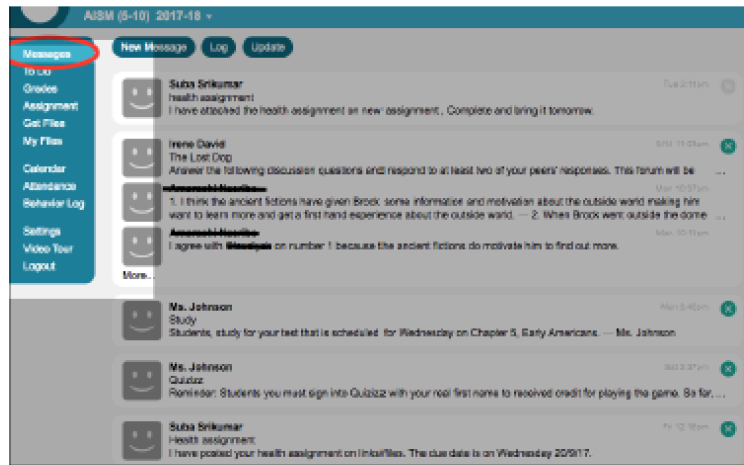 AISM (5-10) 2017-18
Messages
To Do
Grades
Assignment
Get Files
My Files
Calendar
Attendance
Behavior Log
Settings
Video Tour
Logout
New Message Log Update
Suba Srikumar
health assignment
I have attached the health assignment on new assignment, Complete and bring it tomorrow.
Irene David
The Lost Dog
Answer the following discussion questions and respond to at least two of your peers' responses. This forum will be ...
1. I think the ancient fictions have given Brock some information and motivation about the outside world making him
want to learn more and get a first hand experience about the outside world. — 2. When Brock went outside the dome ...
I agree with on number 1 because the ancient fictions do motivate him to find out more.
More...
Ms. Johnson
Study
Students, study for your test that is scheduled for Wednesday on Chapter 5, Early Americans. — Ms. Johnson
Ms. Johnson
Quizizz
Reminder: Students you must sign into Quizizz with your real first name to received credit for playing the game. So far, ...
Suba Srikumar
Health assignment
I have posted your health assignment on links/files. The due date is on Wednesday 20/9/17.